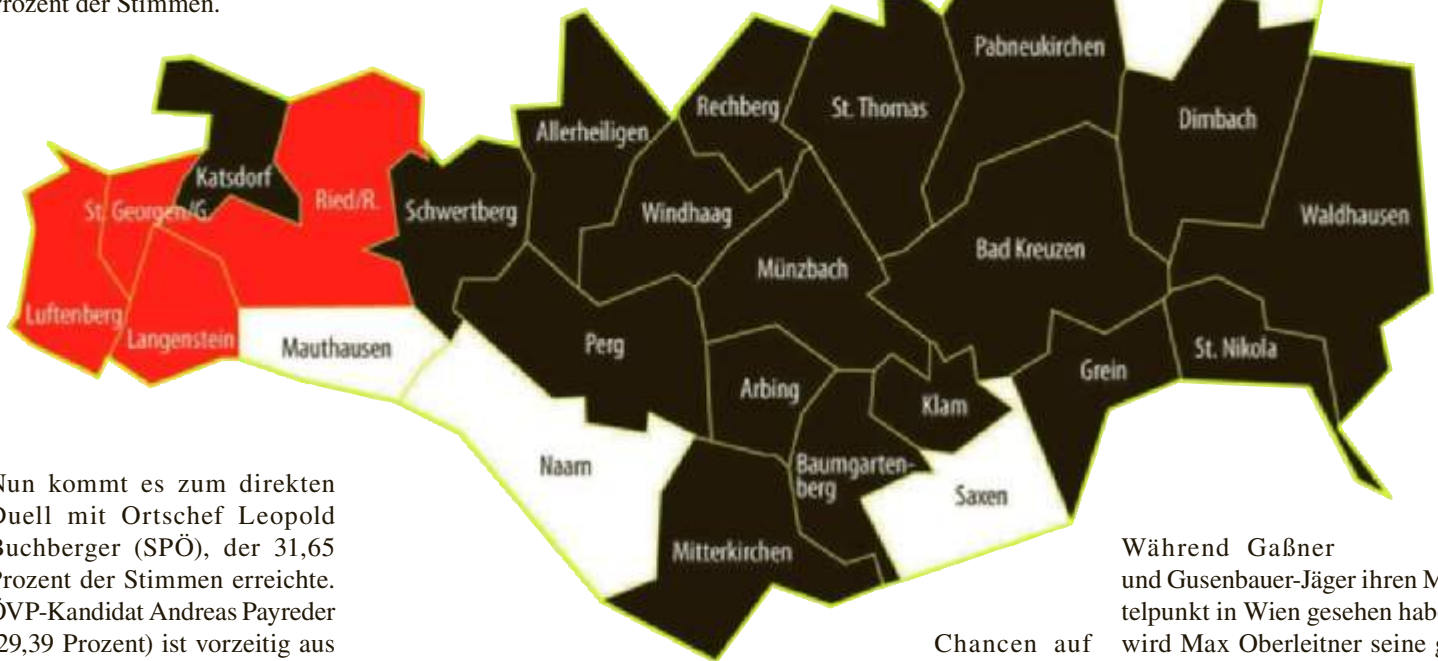 Prozent der Stimmen.
Pabneukirchen
Rechberg
St. Thomas
Dimbach
Allerheiligen
Katsdorf
Ried/R.
St. Georgen/G.
Schwertberg
Windhaag
Waldhausen
Bad Kreuzen
Münzbach
Luftenberg
Langenstein
Mauthausen
Perg
St. Nikola
Grein
Arbing
Klam
Naarn
Baumgarten-
berg
Saxen
Mitterkirchen
Nun kommt es zum direkten
Duell mit Ortschef Leopold
Buchberger (SPÖ), der 31,65
Prozent der Stimmen erreichte.
ÖVP-Kandidat Andreas Payreder
(29,39 Prozent) ist vorzeitig aus
Chancen auf
Während Gaßner
und Gusenbauer-Jäger ihren M
telpunkt in Wien gesehen hab
wird Max Oberleitner seine g